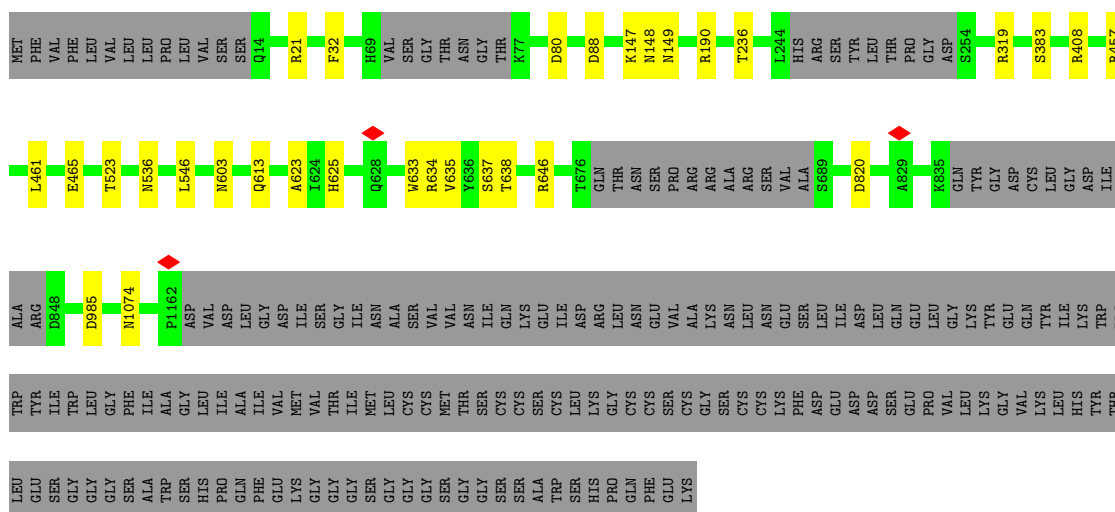 MET PHE VAL PHE LEU VAL LEU LEU PRO LEU VAL SER SER Q14 R21 F32 H69 VAL SER GLY THR ASN GLY THR K77 D80 D88 K147 N148 N149 R190 T236 L244 HIS ARG SER TYR LEU THR PRO GLY ASP S254 R319 S383 R408 R457
L461 E465 T523 N536 L546 N603 Q613 A623 I624 H625 Q628 W633 R634 V635 Y636 S637 T638 R646 T676 GLN THR ASN SER PRO ARG ARG ALA ARG SER VAL ALA S689 D820 A829 K835 GLN TYR GLY ASP CYS LEU GLY ASP ILE
ALA ARG D848 D985 N1074 P1162 ASP VAL ASP LEU GLY ASP ILE SER GLY ILE ASN ALA SER VAL VAL ASN ILE GLN LYS GLU ILE ASP ARG LEU ASN GLU VAL ALA LYS ASN LEU ASN GLU SER LEU ILE ASP LEU GLN GLU LEU GLY LYS TYR GLU GLN TYR ILE LYS TRP
TRP TYR ILE TRP LEU GLY PHE ILE ALA GLY LEU ILE ALA ILE VAL MET VAL THR ILE MET LEU CYS CYS MET THR SER CYS CYS SER CYS LEU LYS GLY CYS CYS SER CYS GLY SER CYS CYS LYS PHE ASP GLU ASP ASP SER GLU PRO VAL LEU LYS GLY VAL LYS LEU HIS TYR THR
LEU GLU SER GLY GLY GLY SER ALA TRP SER HIS PRO GLN PHE GLU LYS GLY GLY GLY SER GLY GLY GLY SER GLY GLY SER SER ALA TRP SER HIS PRO GLN PHE GLU LYS